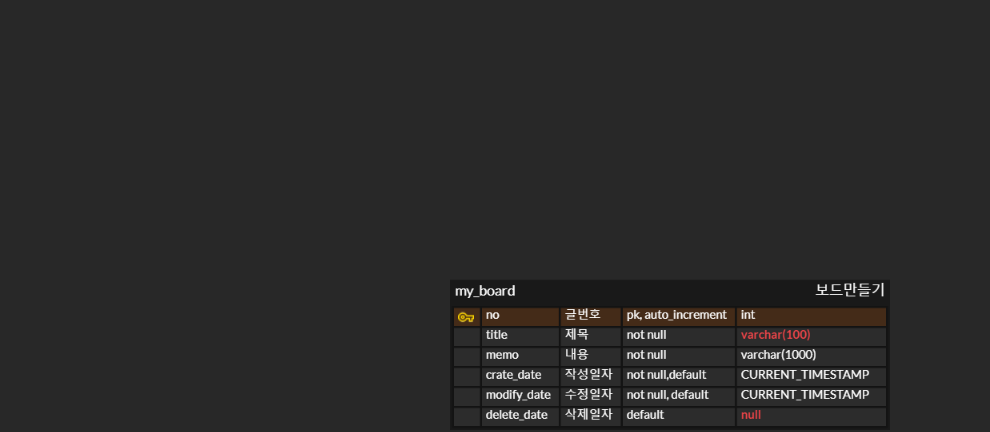 my_board 보드만들기
no 글번호 pk, auto_increment int
title 제목 not null varchar(100)
memo 내용 not null varchar(1000)
crate_date 작성일자 not null,default CURRENT_TIMESTAMP
modify_date 수정일자 not null, default CURRENT_TIMESTAMP
delete_date 삭제일자 default null